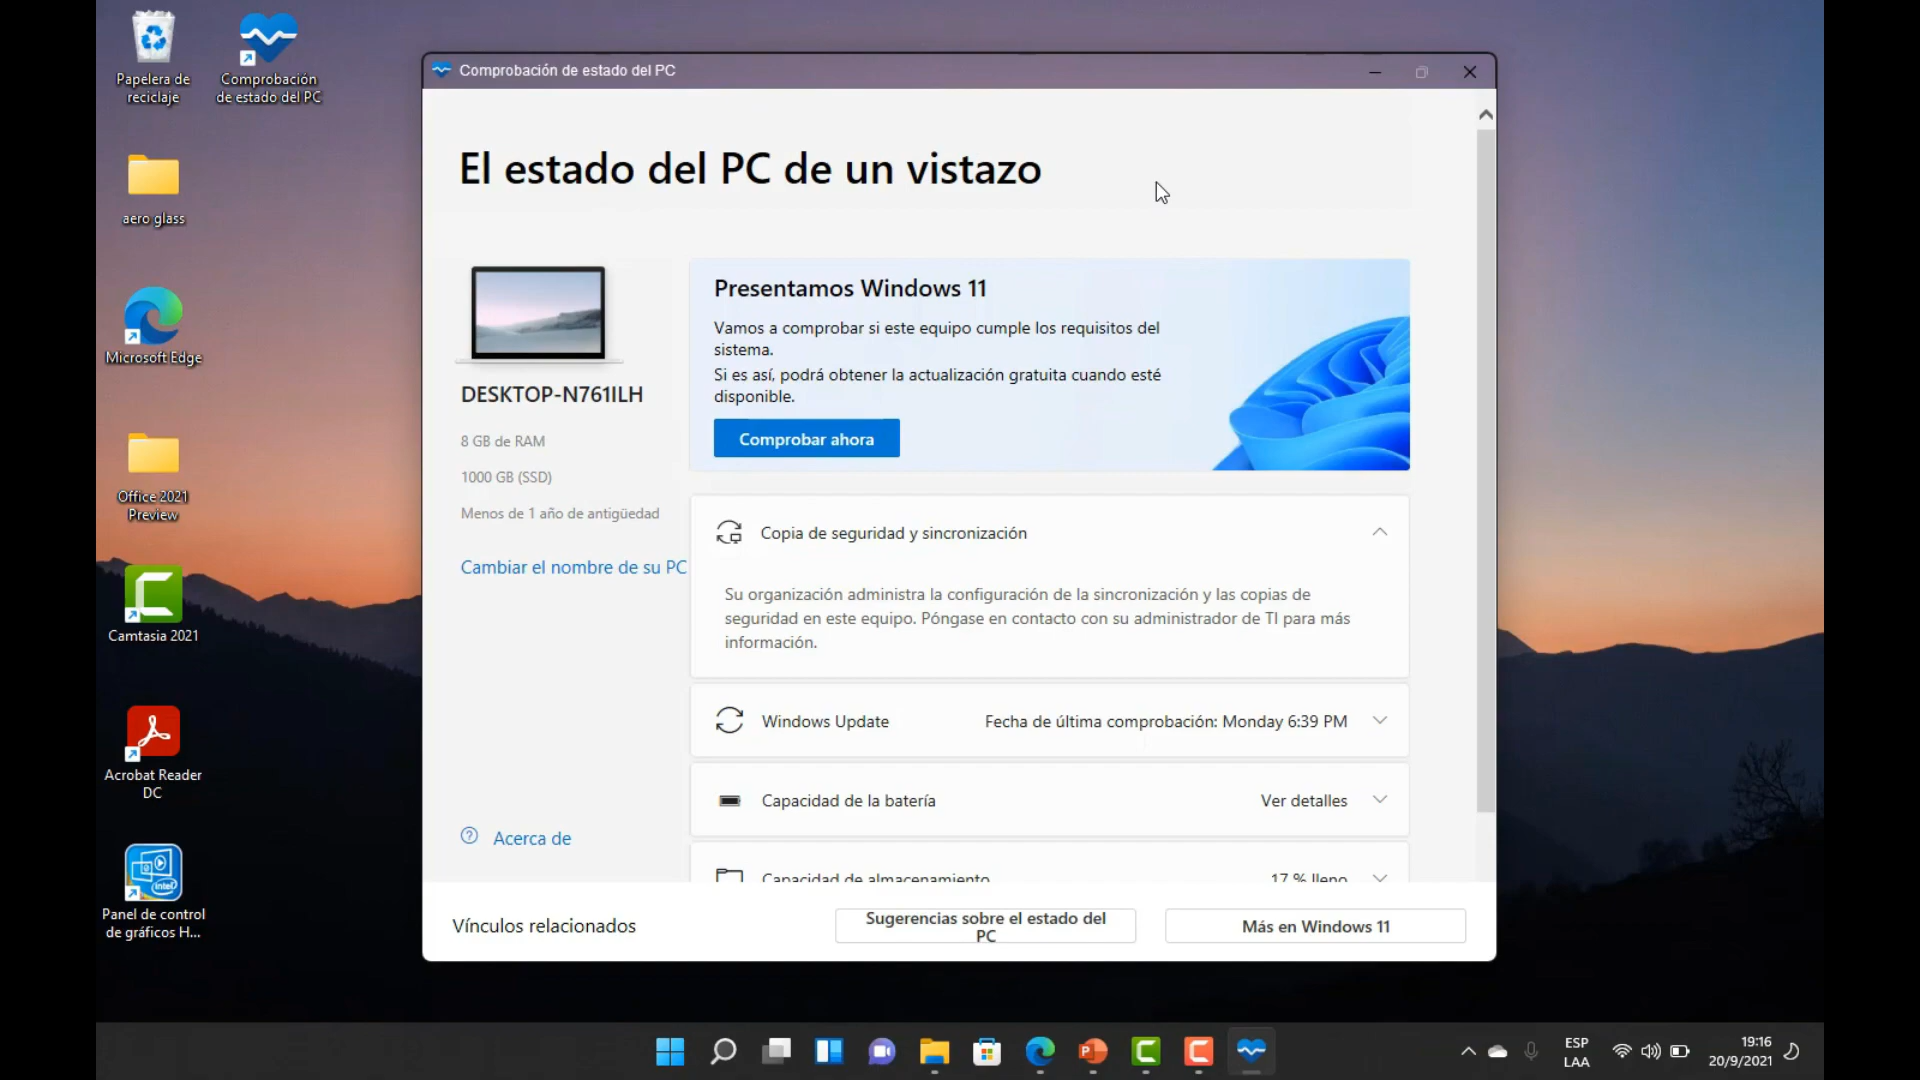 Papelera de
reciclaje
Comprobación
de estado del PC
aero glass
Microsoft Edge
Office 2021
Preview
Camtasia 2021
Acrobat Reader
DC
intel
Panel de control
de gráficos H...
Comprobación de estado del PC
El estado del PC de un vistazo
DESKTOP-N761ILH
8 GB de RAM
1000 GB (SSD)
Menos de 1 año de antigüedad
Cambiar el nombre de su PC
Acerca de
Presentamos Windows 11
Vamos a comprobar si este equipo cumple los requisitos del
sistema.
Si es así, podrá obtener la actualización gratuita cuando esté
disponible.
Comprobar ahora
Copia de seguridad y sincronización
Su organización administra la configuración de la sincronización y las copias de
seguridad en este equipo. Póngase en contacto con su administrador de TI para más
información.
Windows Update Fecha de última comprobación: Monday 6:39 PM
Capacidad de la batería Ver detalles
Capacidad de almacenamiento 17 % lleno
Vínculos relacionados
Sugerencias sobre el estado del
PC
Más en Windows 11
ESP
LAA
19:16
20/9/2021